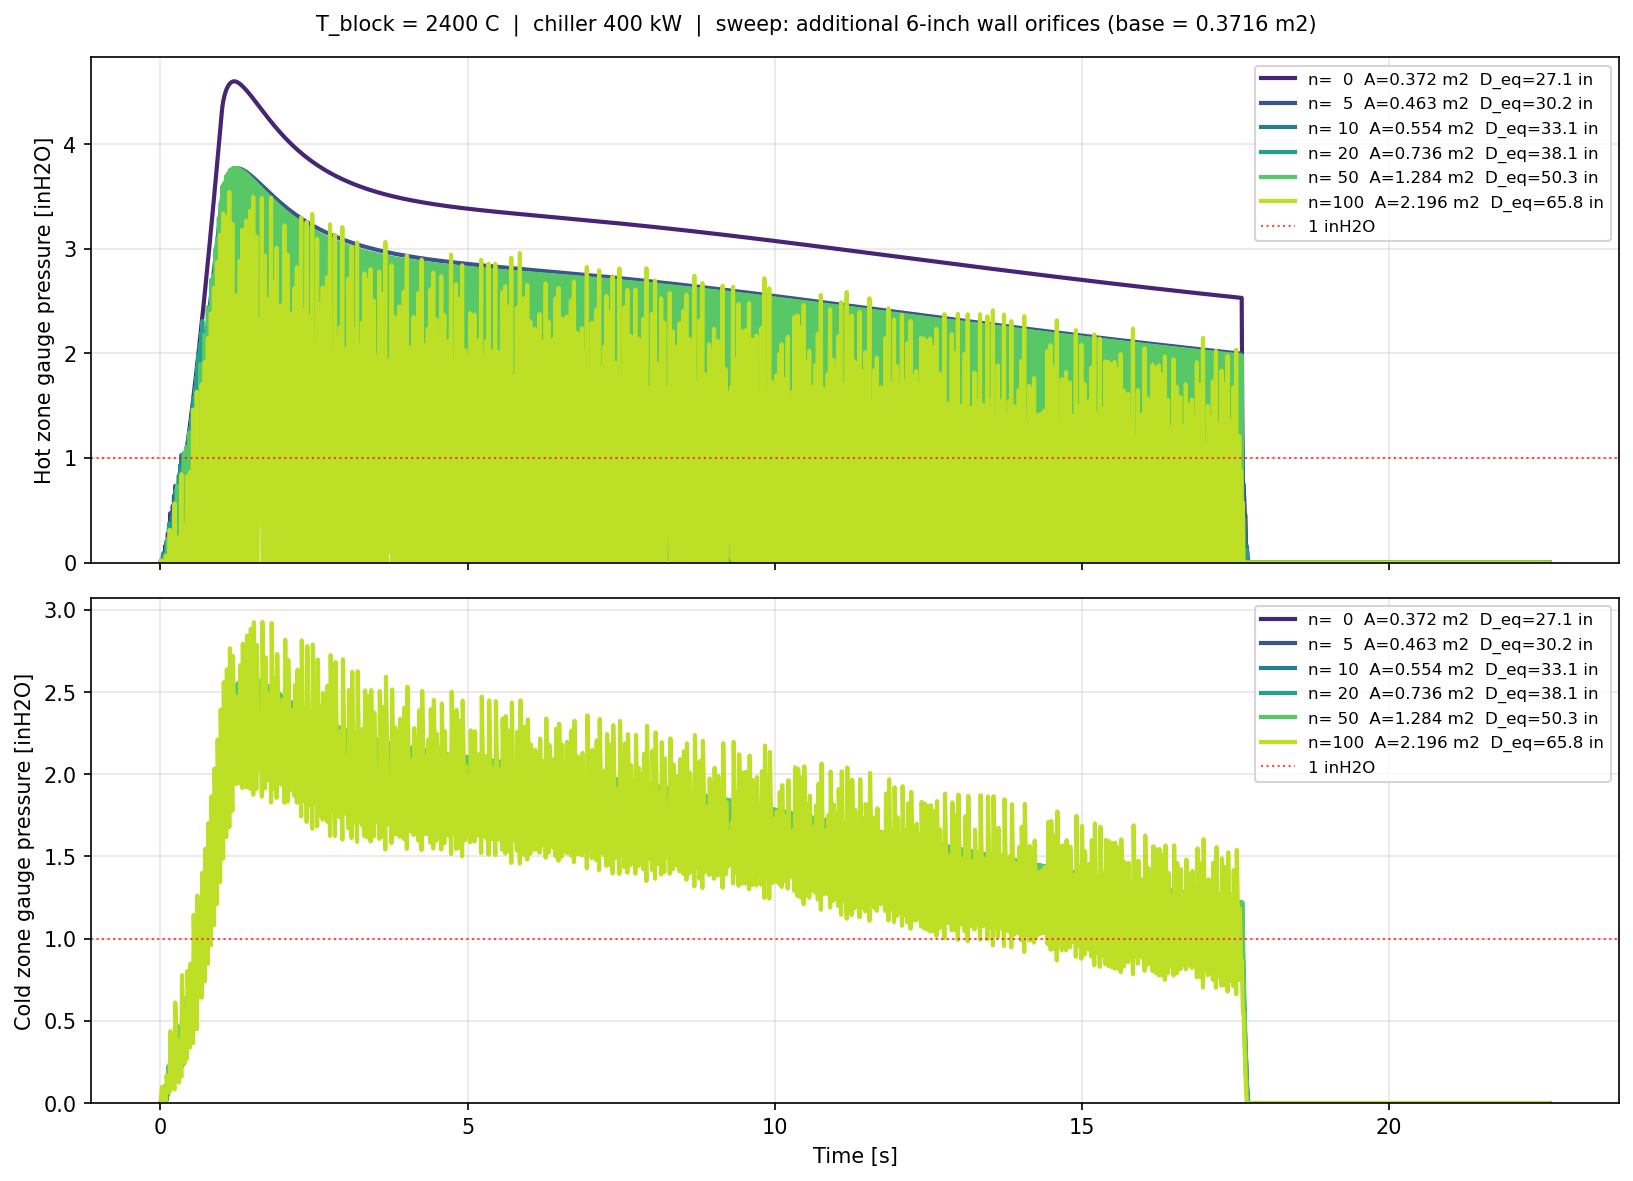 T_block = 2400 C | chiller 400 kW | sweep: additional 6-inch wall orifices (base = 0.3716 m2)
Hot zone gauge pressure [inH2O]
4
3
2
1
0
n= 0 A=0.372 m2 D_eq=27.1 in
n= 5 A=0.463 m2 D_eq=30.2 in
n= 10 A=0.554 m2 D_eq=33.1 in
n= 20 A=0.736 m2 D_eq=38.1 in
n= 50 A=1.284 m2 D_eq=50.3 in
n=100 A=2.196 m2 D_eq=65.8 in
1 inH2O
Cold zone gauge pressure [inH2O]
3.0
2.5
2.0
1.5
1.0
0.5
0.0
n= 0 A=0.372 m2 D_eq=27.1 in
n= 5 A=0.463 m2 D_eq=30.2 in
n= 10 A=0.554 m2 D_eq=33.1 in
n= 20 A=0.736 m2 D_eq=38.1 in
n= 50 A=1.284 m2 D_eq=50.3 in
n=100 A=2.196 m2 D_eq=65.8 in
1 inH2O
0 5 10 15 20
Time [s]